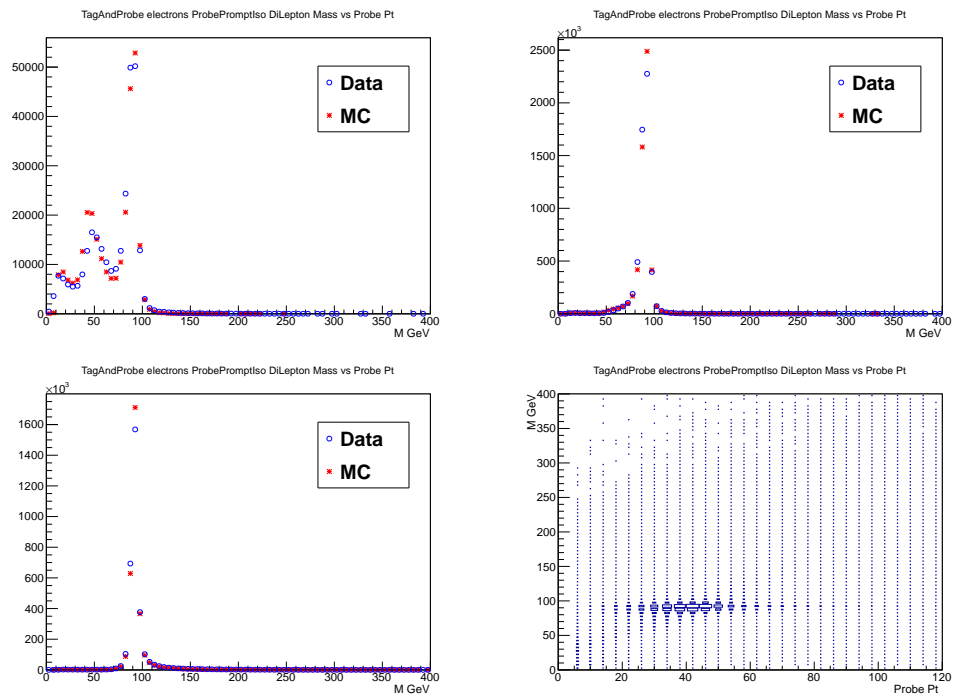 TagAndProbe electrons ProbePromptIso DiLepton Mass vs Probe Pt
50000
40000
30000
20000
10000
0
0 50 100 150 200 250 300 350 400
M GeV
Data
MC
TagAndProbe electrons ProbePromptIso DiLepton Mass vs Probe Pt
×10³
2500
2000
1500
1000
500
0
0 50 100 150 200 250 300 350 400
M GeV
Data
MC
TagAndProbe electrons ProbePromptIso DiLepton Mass vs Probe Pt
×10³
1600
1400
1200
1000
800
600
400
200
0
0 50 100 150 200 250 300 350 400
M GeV
Data
MC
TagAndProbe electrons ProbePromptIso DiLepton Mass vs Probe Pt
M GeV
400
350
300
250
200
150
100
50
0
0 20 40 60 80 100 120
Probe Pt